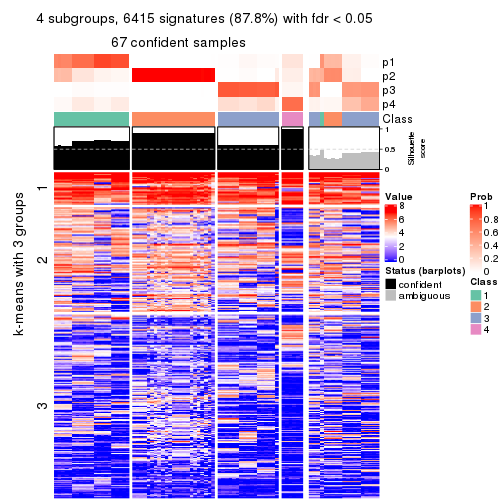 4 subgroups, 6415 signatures (87.8%) with fdr < 0.05
67 confident samples
p1
p2
p3
p4
Class
1
0.5
0
Silhouette
score
k-means with 3 groups
1
2
3
Value
8
6
4
2
0
Status (barplots)
confident
ambiguous
Prob
1
0.8
0.6
0.4
0.2
0
Class
1
2
3
4